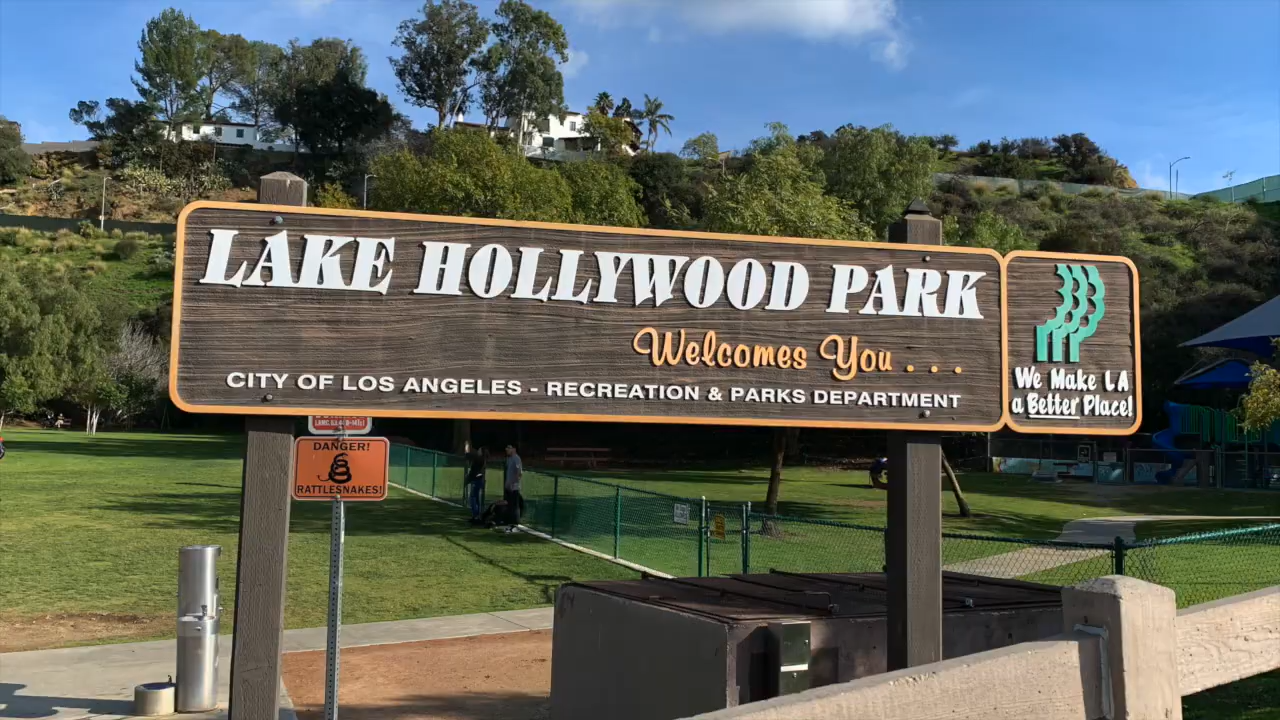 LAKE HOLLYWOOD PARK
Welcomes You . . .
CITY OF LOS ANGELES - RECREATION & PARKS DEPARTMENT
We Make LA
a Better Place!
DANGER!
RATTLESNAKES!